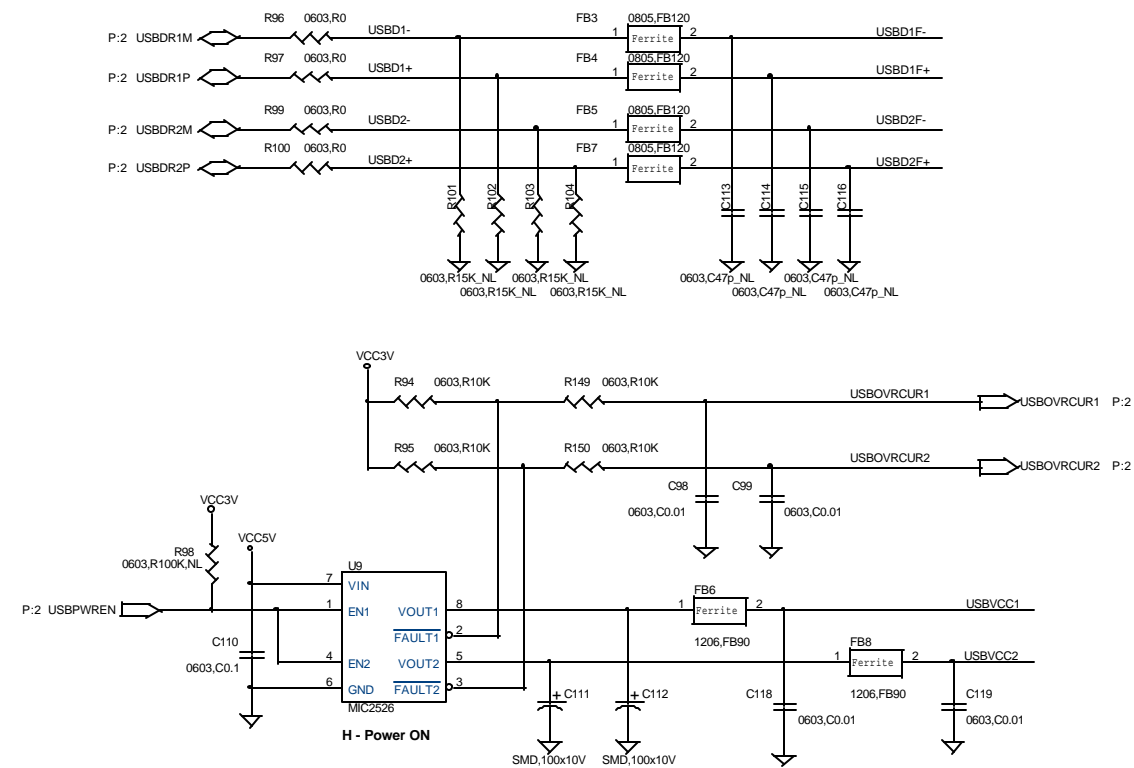 R96 0603,R0 USBD1- FB3 0805,FB120
P:2 USBDR1M 1 Ferrite 2 USBD1F-
R97 0603,R0 USBD1+ FB4 0805,FB120
P:2 USBDR1P 1 Ferrite 2 USBD1F+
R99 0603,R0 USBD2- FB5 0805,FB120
P:2 USBDR2M 1 Ferrite 2 USBD2F-
R100 0603,R0 USBD2+ FB7 0805,FB120
P:2 USBDR2P 1 Ferrite 2 USBD2F+
R101 R102 R103 R104 C113 C114 C115 C116
0603,R15K_NL 0603,R15K_NL 0603,C47p_NL 0603,C47p_NL
0603,R15K_NL 0603,R15K_NL 0603,C47p_NL 0603,C47p_NL
VCC3V
R94 0603,R10K R149 0603,R10K USBOVRCUR1
USBOVRCUR1 P:2
R95 0603,R10K R150 0603,R10K USBOVRCUR2
USBOVRCUR2 P:2
C98 C99
0603,C0.01 0603,C0.01
VCC3V
VCC5V
R98
0603,R100K,NL
U9
7 VIN
P:2 USBPWREN 1 EN1 VOUT1 8 1 FB6 Ferrite 2 USBVCC1
FAULT1 2 1206,FB90
C110
0603,C0.1
4 EN2 VOUT2 5 1 FB8 Ferrite 2 USBVCC2
6 GND FAULT2 3 1206,FB90
MIC2526
+ C111 + C112 C118 C119
0603,C0.01 0603,C0.01
H - Power ON
SMD,100x10V SMD,100x10V